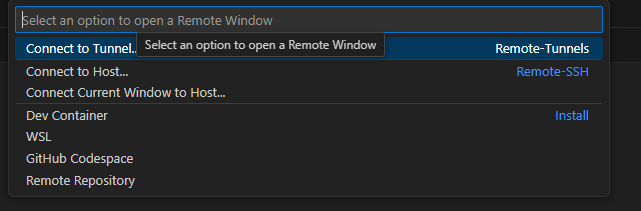 Select an option to open a Remote Window
Connect to Tunnel... Remote-Tunnels
Select an option to open a Remote Window
Connect to Host... Remote-SSH
Connect Current Window to Host...
Dev Container Install
WSL
GitHub Codespace
Remote Repository